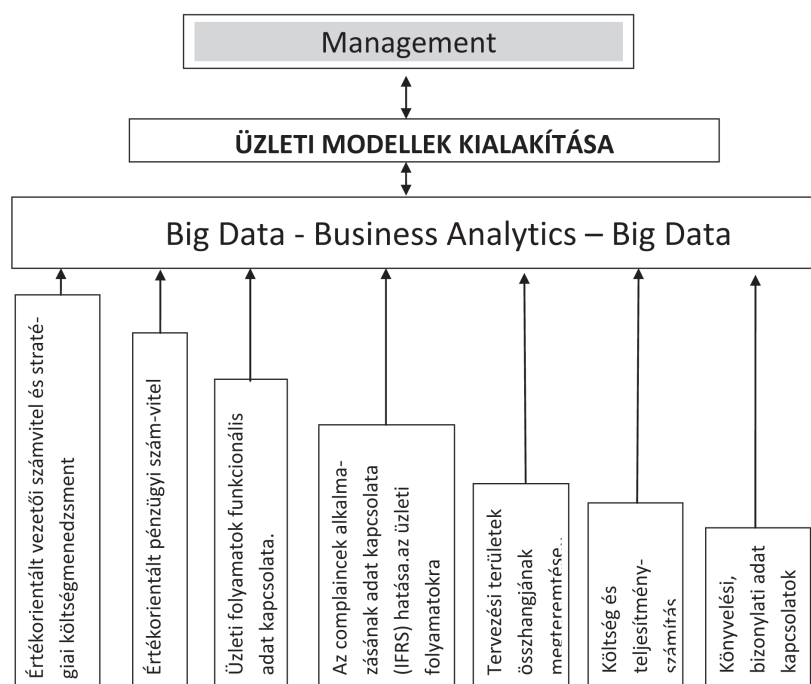 Management
ÜZLETI MODELLEK KIALAKÍTÁSA
Big Data - Business Analytics – Big Data
Értékorientált vezetői számvitel és straté-
giai költségmenedzsment
Értékorientált pénzügyi szám-vitel
Üzleti folyamatok funkcionális
adat kapcsolata.
Az complaincek alkalma-
zásának adat kapcsolata
(IFRS) hatása.az üzleti
folyamatokra
Tervezési területek
összhangjának
megteremtése..
Költség és
teljesítmény-
számítás
Könyvelési,
bizonylati adat
kapcsolatok